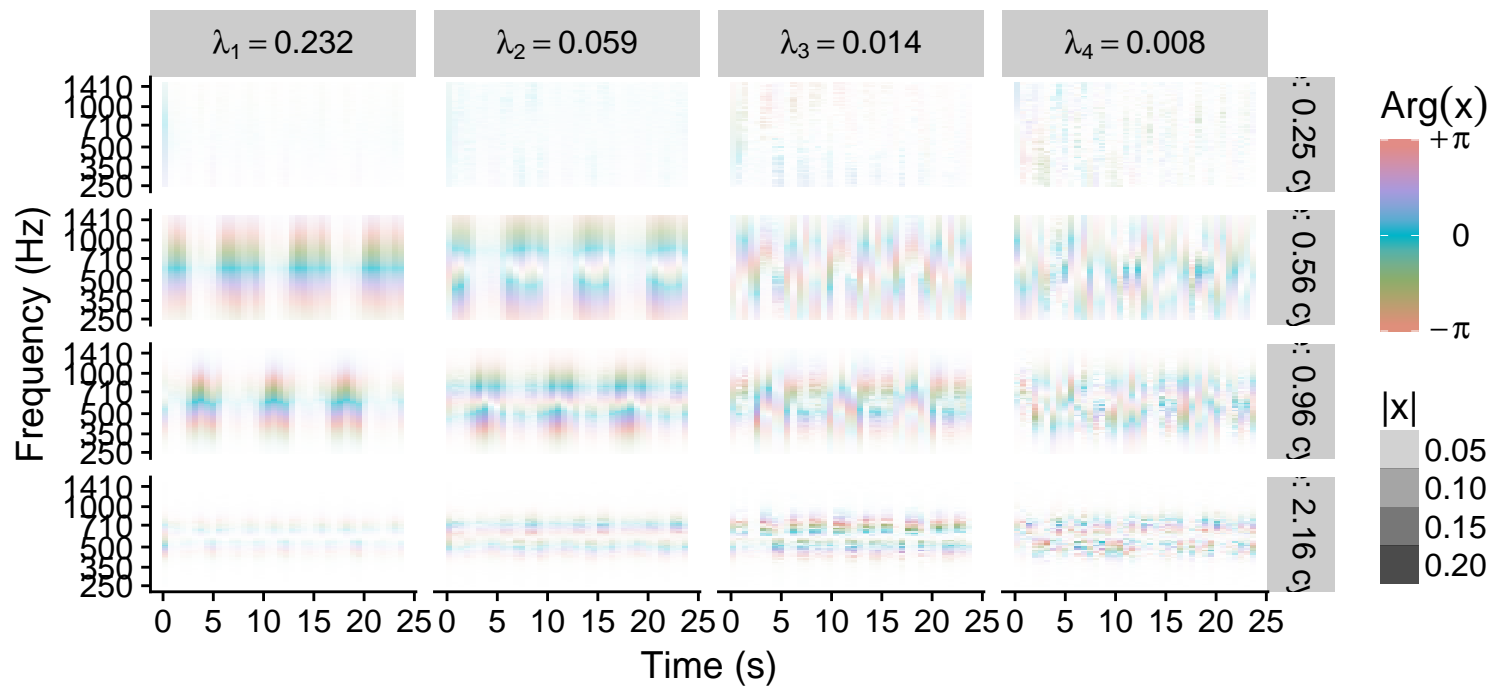 λ1 = 0.232
λ2 = 0.059
λ3 = 0.014
λ4 = 0.008
Frequency (Hz)
1410
1000
710
500
350
250
: 0.25 cy
1410
1000
710
500
350
250
: 0.56 cy
1410
1000
710
500
350
250
: 0.96 cy
1410
1000
710
500
350
250
: 2.16 cy
0 5 10 15 20 25
0 5 10 15 20 25
0 5 10 15 20 25
0 5 10 15 20 25
Time (s)
Arg(x)
+π
0
−π
|x|
0.05
0.10
0.15
0.20